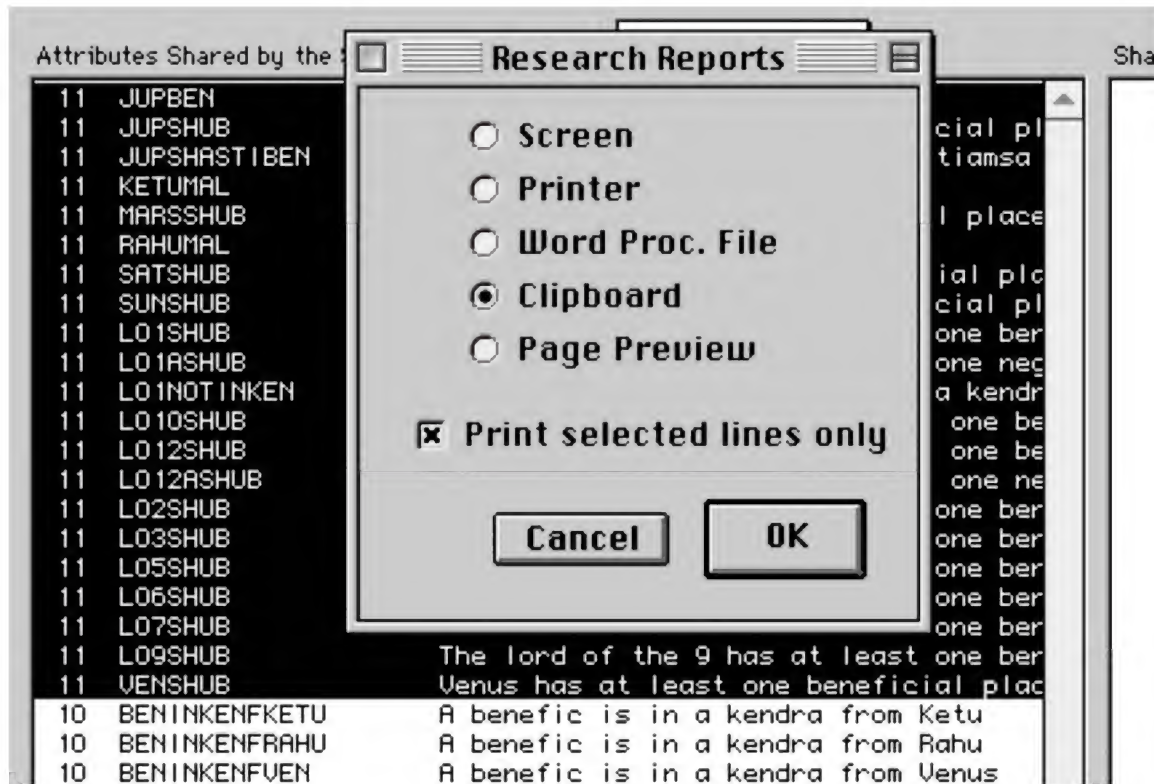 Attributes Shared by the
Research Reports
Sha
11 JUPBEN
11 JUPSHUB cial pl
11 JUPSHASTIBEN tiamsa
11 KETUMAL
11 MARSSHUB l place
11 RAHUMAL
11 SATSHUB ial pla
11 SUNSHUB cial pl
11 LO1SHUB one ber
11 LO1ASHUB one neg
11 LO1NOTINKEN a kendr
11 LO10SHUB one be
11 LO12SHUB one be
11 LO12ASHUB one ne
11 LO2SHUB one ber
11 LO3SHUB one ber
11 LO5SHUB one ber
11 LO6SHUB one ber
11 LO7SHUB one ber
11 LO9SHUB The lord of the 9 has at least one ber
11 VENSHUB Venus has at least one beneficial plac
10 BENINKENFKETU A benefic is in a kendra from Ketu
10 BENINKENFRAHU A benefic is in a kendra from Rahu
10 BENINKENFVEN A benefic is in a kendra from Venus
Screen
Printer
Word Proc. File
Clipboard
Page Preview
Print selected lines only
Cancel OK